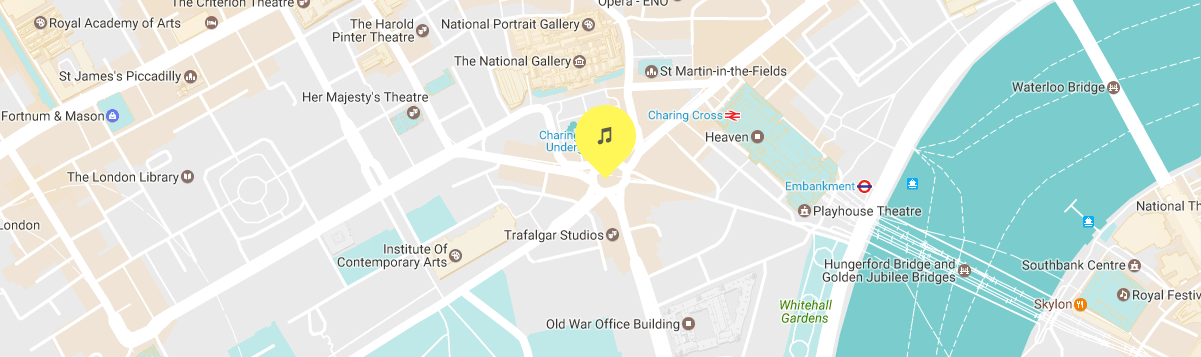 The Criterion Theatre
Opera - ENO
Royal Academy of Arts
The Harold
Pinter Theatre
National Portrait Gallery
The National Gallery
St James's Piccadilly
St Martin-in-the-Fields
Waterloo Bridge
Her Majesty's Theatre
Fortnum & Mason
Charing Cross
Heaven
Charing
The London Library
Embankment
Playhouse Theatre
National Th
London
Trafalgar Studios
Institute Of
Contemporary Arts
Hungerford Bridge and
Golden Jubilee Bridges
Southbank Centre
Royal Festiv
Skylon
Whitehall
Gardens
Old War Office Building